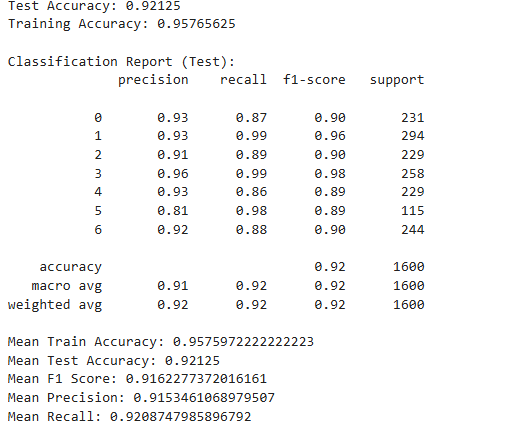 Test Accuracy: 0.92125
Training Accuracy: 0.95765625
Classification Report (Test):
precision recall f1-score support
0 0.93 0.87 0.90 231
1 0.93 0.99 0.96 294
2 0.91 0.89 0.90 229
3 0.96 0.99 0.98 258
4 0.93 0.86 0.89 229
5 0.81 0.98 0.89 115
6 0.92 0.88 0.90 244
accuracy 0.92 1600
macro avg 0.91 0.92 0.92 1600
weighted avg 0.92 0.92 0.92 1600
Mean Train Accuracy: 0.9575972222222223
Mean Test Accuracy: 0.92125
Mean F1 Score: 0.9162277372016161
Mean Precision: 0.9153461068979507
Mean Recall: 0.9208747985896792